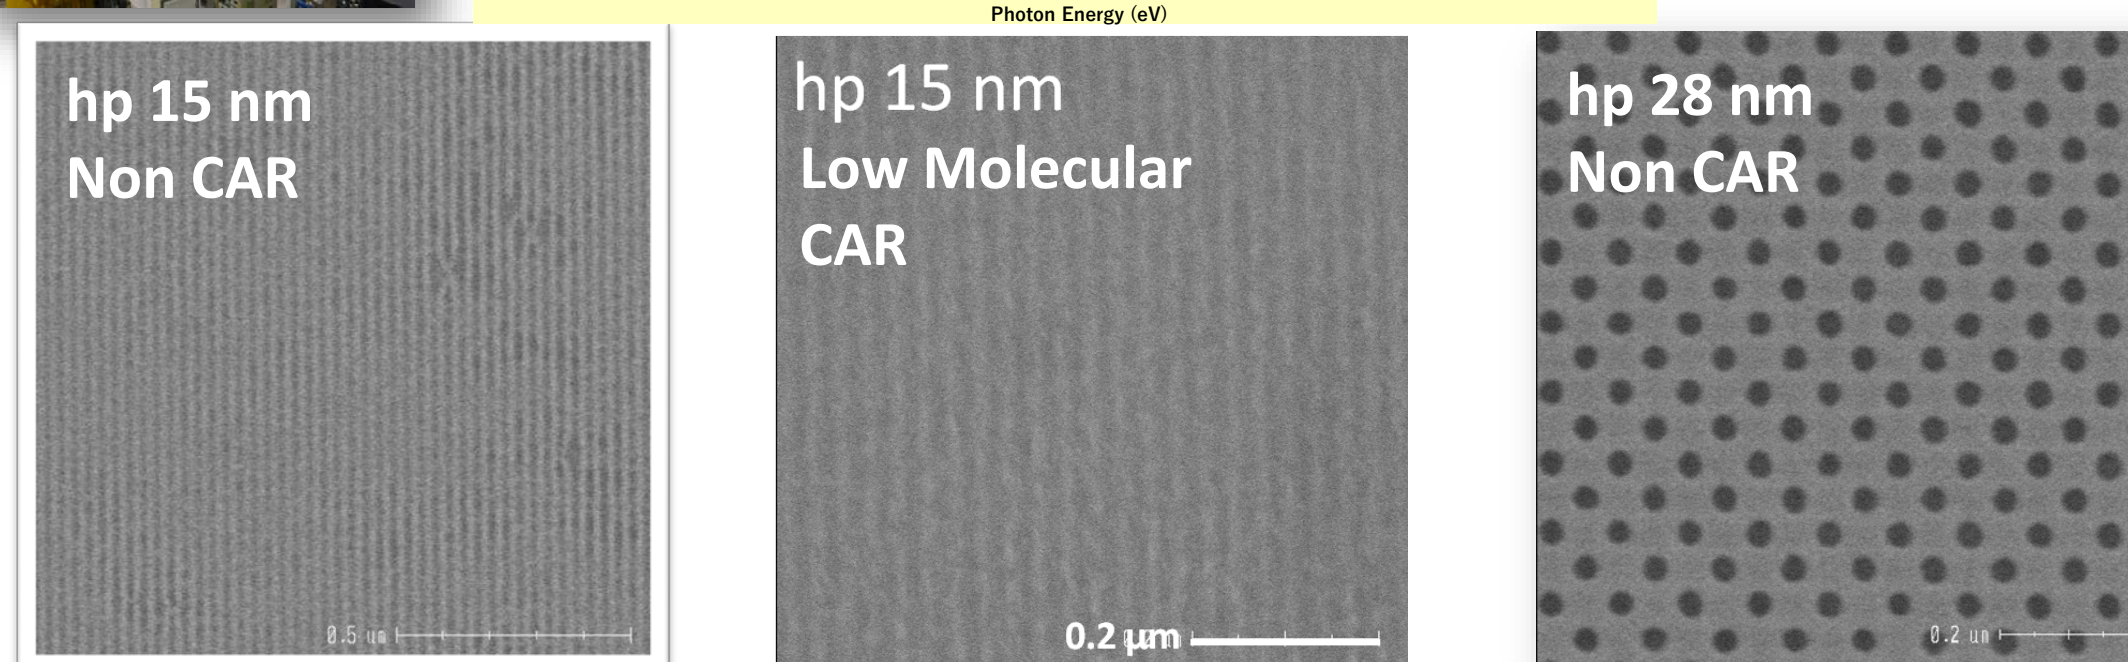 Photon Energy (eV)
hp 15 nm
Non CAR
0.5 um
hp 15 nm
Low Molecular
CAR
0.2 µm
hp 28 nm
Non CAR
0.2 un